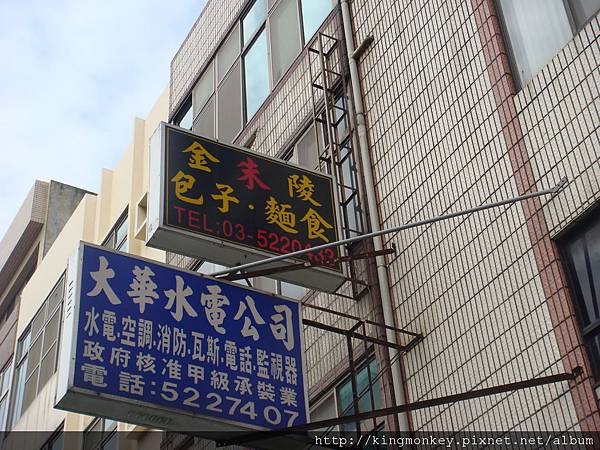 金 朱 陵
包子·麵食
TEL:03-5220
大華水電公司
水電.空調.消防.瓦斯.電話.監視器
政府核准甲級承裝業
電話:5227407
http://kingmonkey.pixnet.net/album